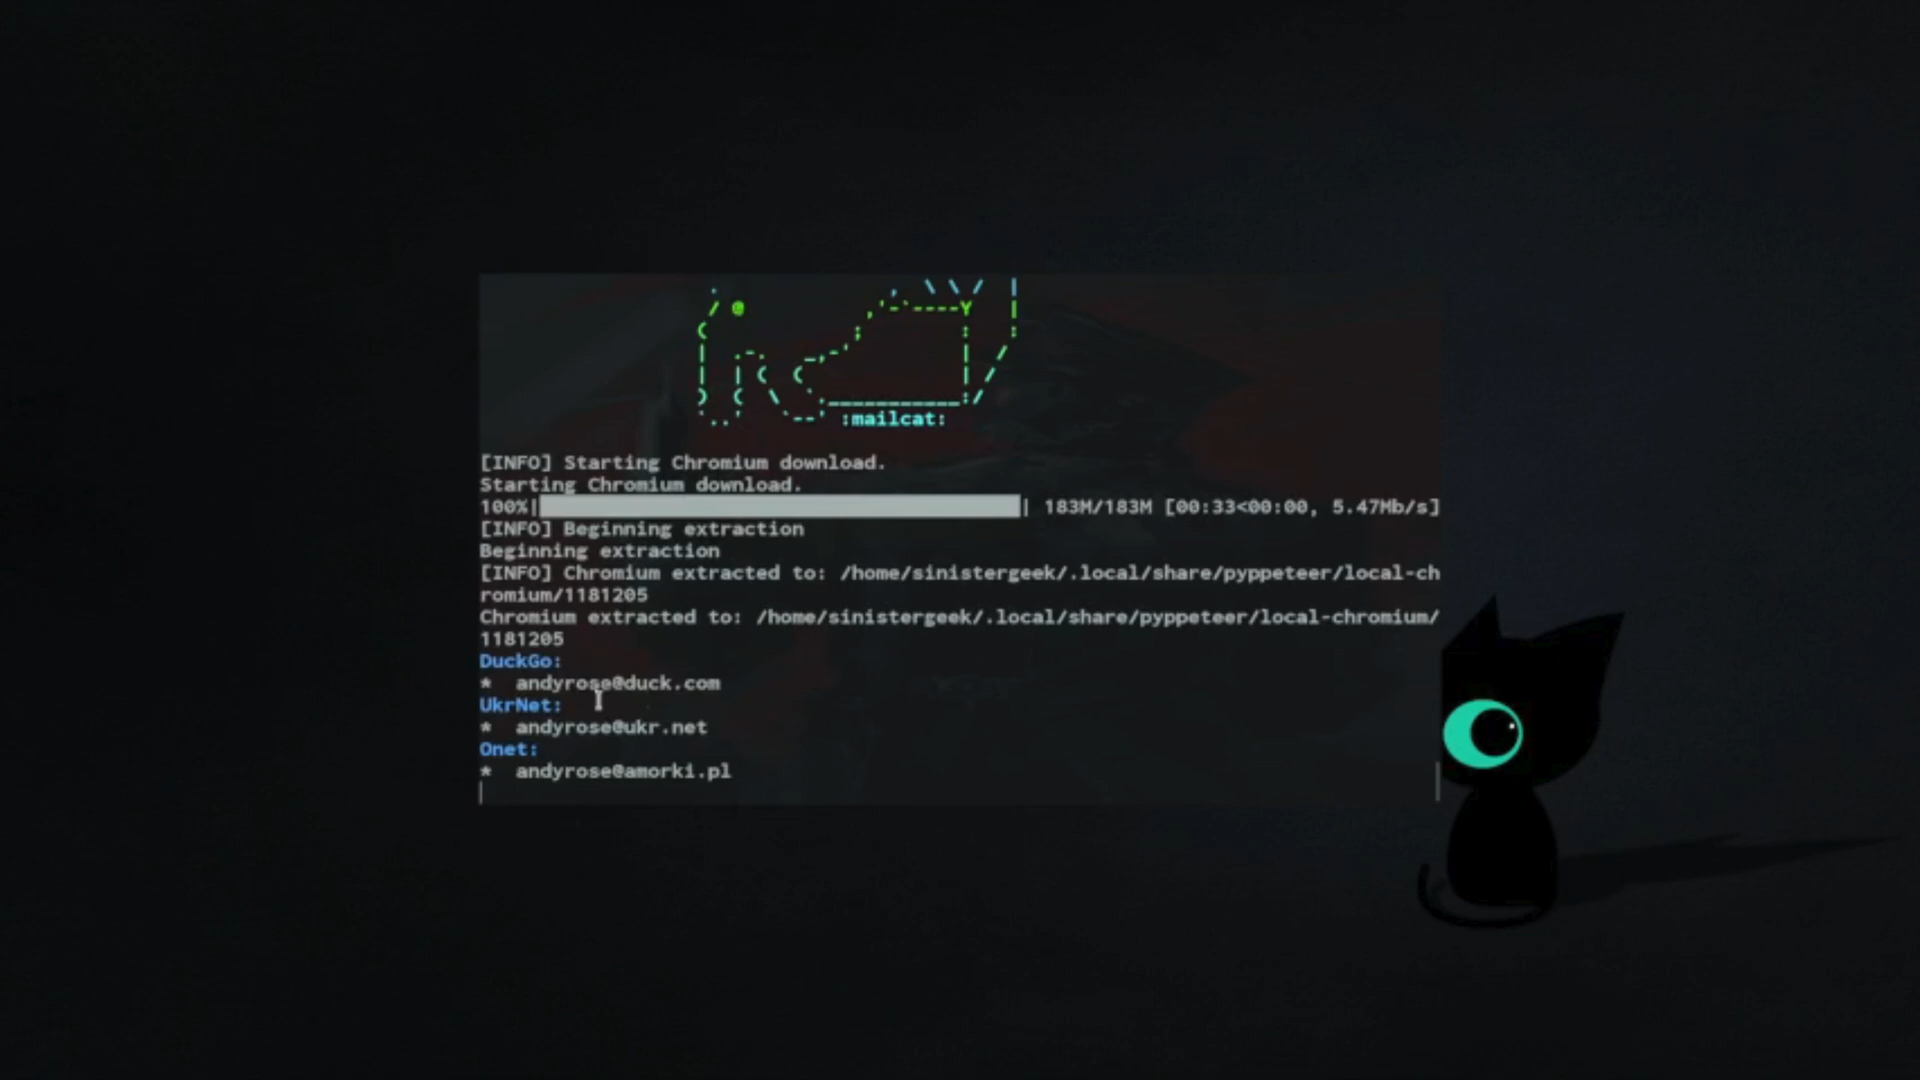 :mailcat:
[INFO] Starting Chromium download.
Starting Chromium download.
100%| | 183M/183M [00:33<00:00, 5.47Mb/s]
[INFO] Beginning extraction
Beginning extraction
[INFO] Chromium extracted to: /home/sinistergeek/.local/share/pyppeteer/local-ch
romium/1181205
Chromium extracted to: /home/sinistergeek/.local/share/pyppeteer/local-chromium/
1181205
DuckGo:
* andyrose@duck.com
UkrNet:
* andyrose@ukr.net
Onet:
* andyrose@amorki.pl